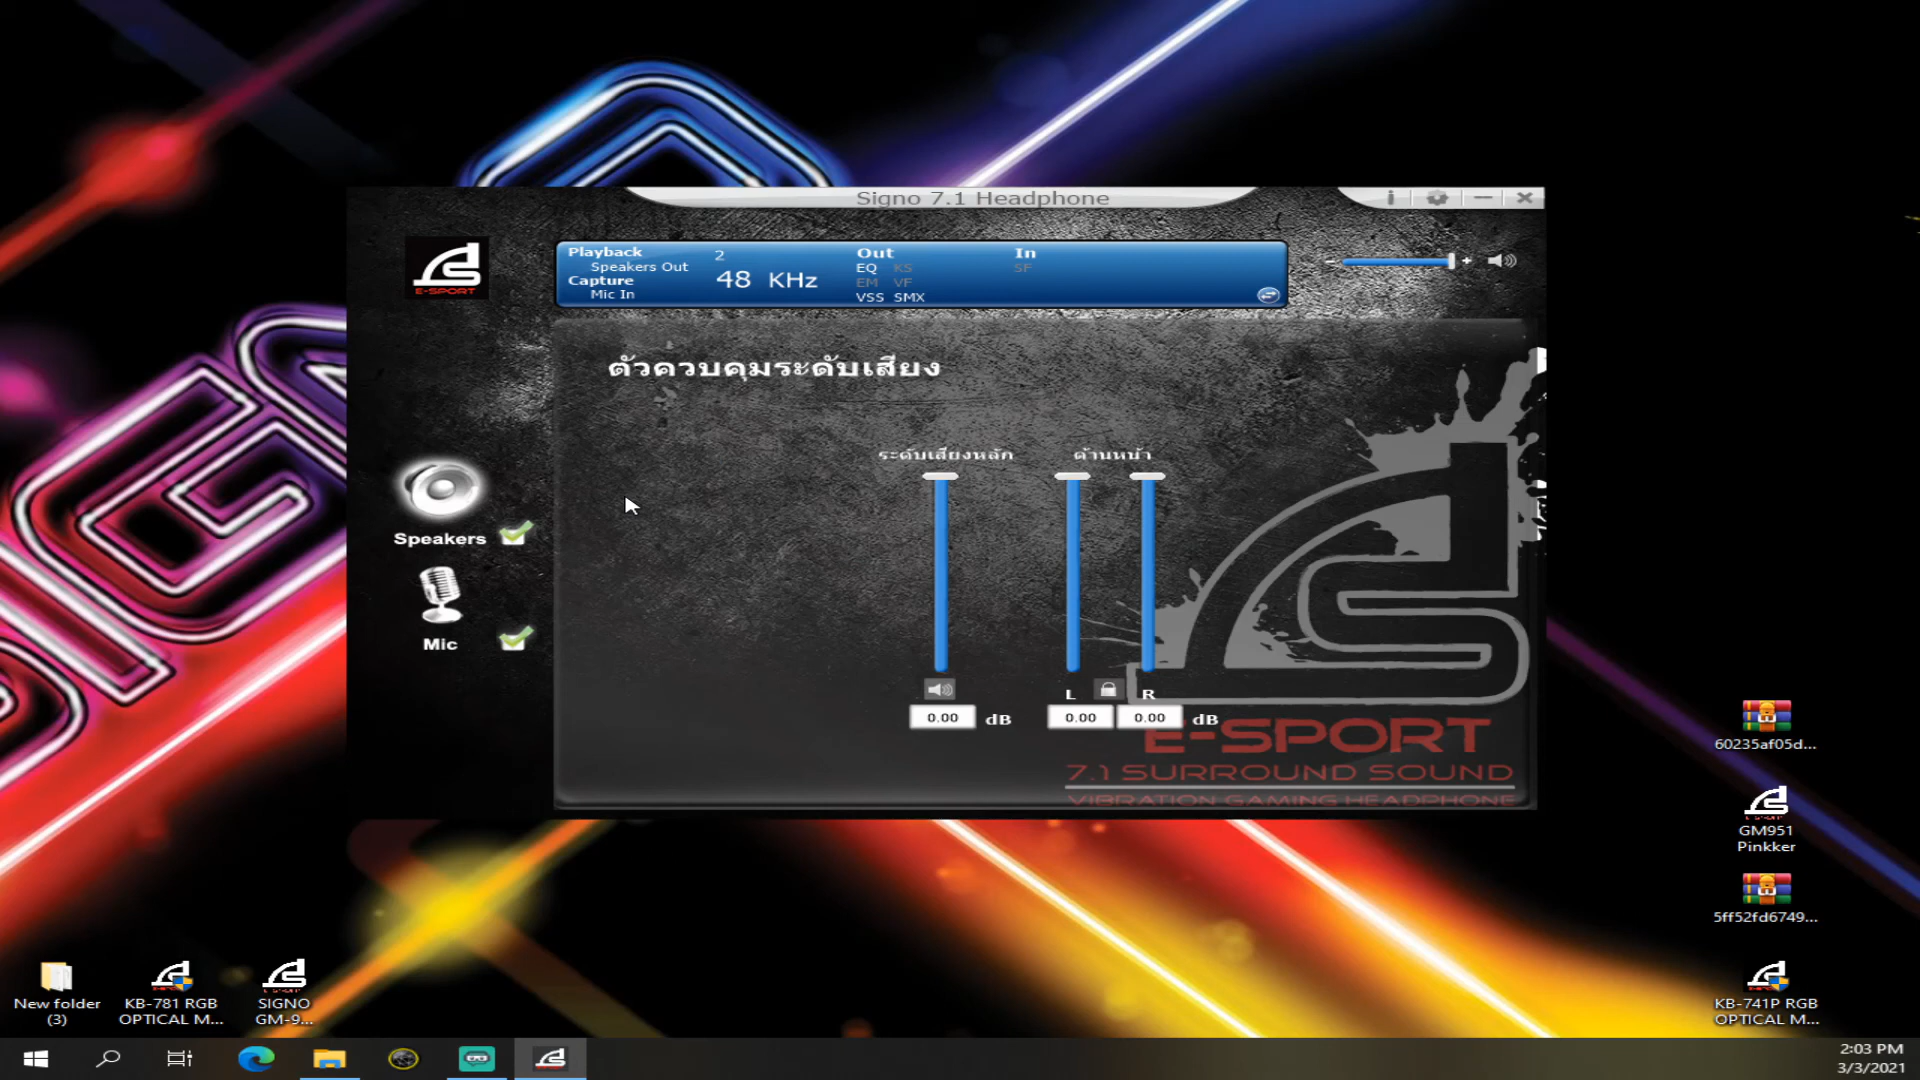 Signo 7.1 Headphone
E-SPORT
Playback
2
Out
In
Speakers Out
EQ KS
SF
Capture
48 KHz
EM VF
Mic In
VSS SMX
ตัวควบคุมระดับเสียง
ระดับเสียงหลัก
ด้านหน้า
Speakers
Mic
L
R
0.00 dB
0.00 0.00 dB
E-SPORT
7.1 SURROUND SOUND
VIBRATION GAMING HEADPHONE
60235af05d...
GM951
Pinkker
5ff52fd6749...
KB-741P RGB
OPTICAL M...
New folder
(3)
KB-781 RGB
OPTICAL M...
SIGNO
GM-9...
2:03 PM
3/3/2021